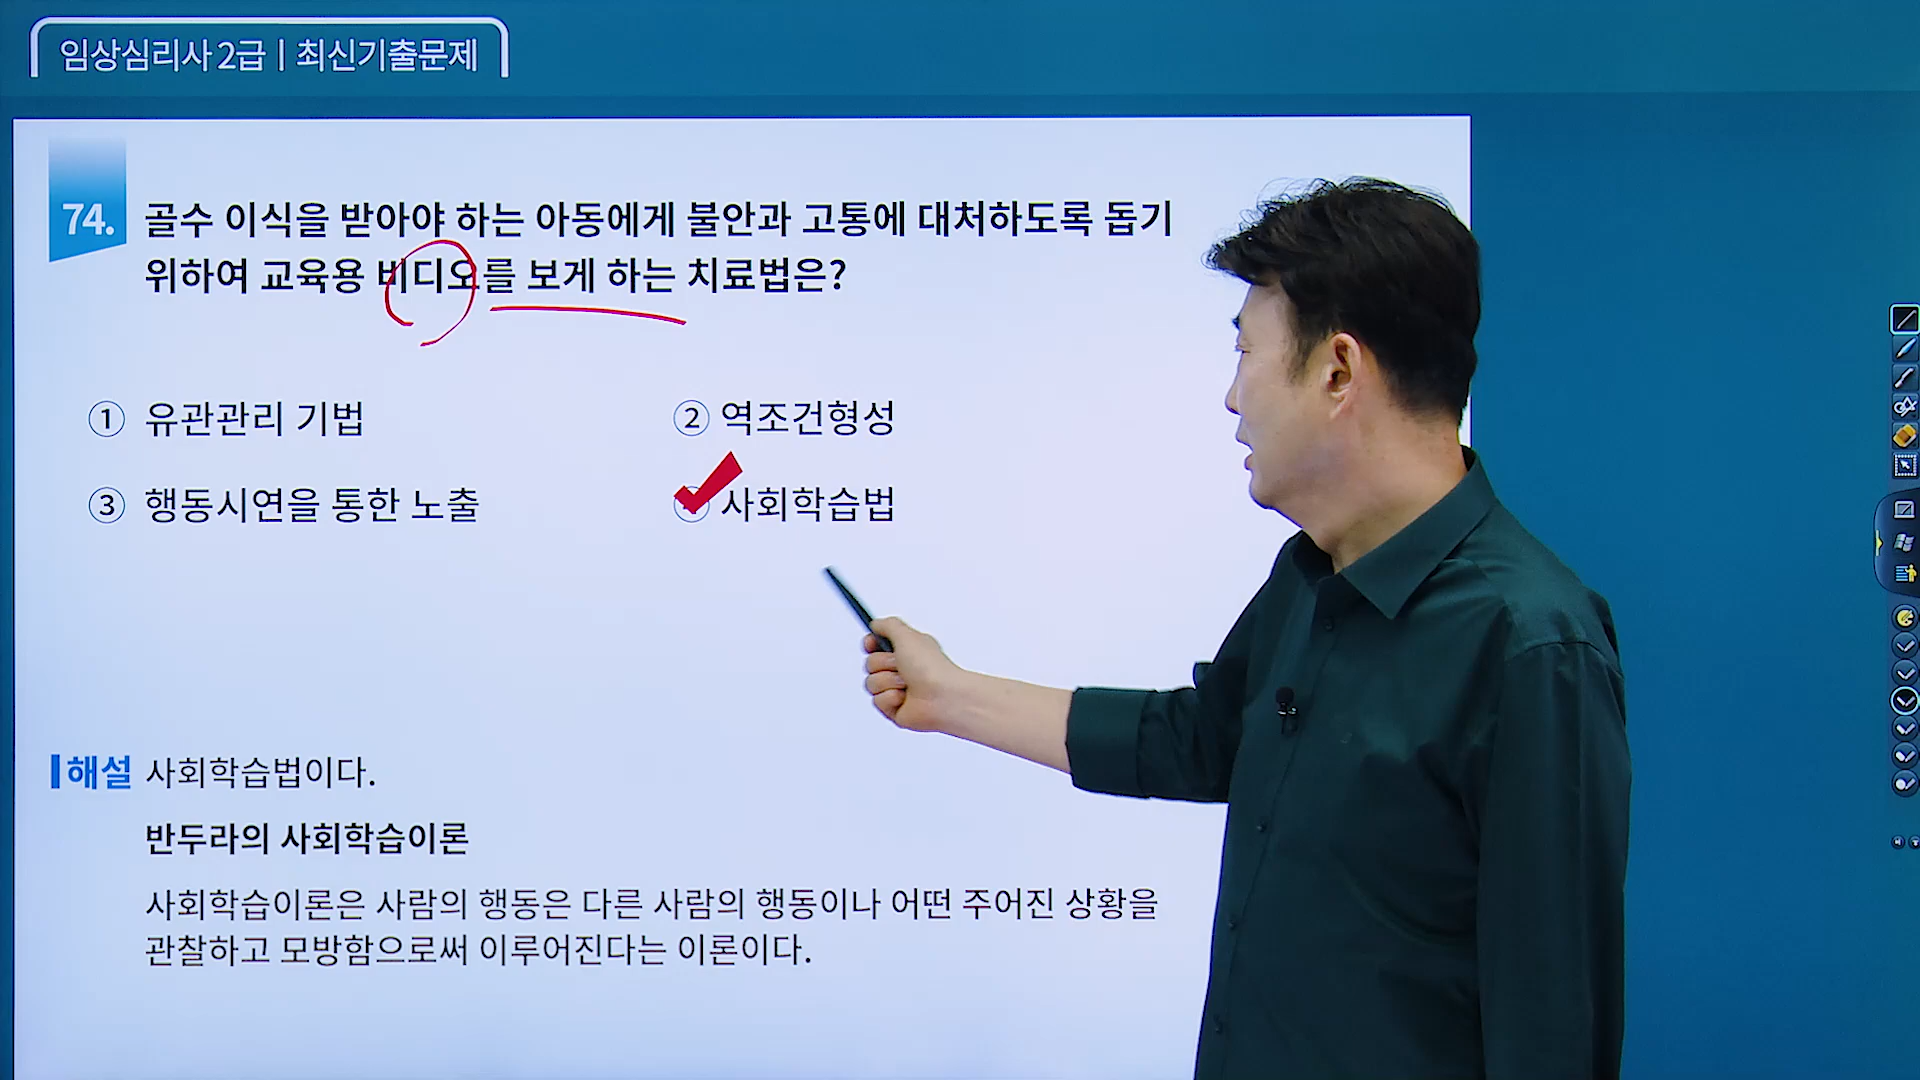 임상심리사 2급 | 최신기출문제
74. 골수 이식을 받아야 하는 아동에게 불안과 고통에 대처하도록 돕기
위하여 교육용 비디오를 보게 하는 치료법은?
① 유관관리 기법
② 역조건형성
③ 행동시연을 통한 노출
사회학습법
해설 사회학습법이다.
반두라의 사회학습이론
사회학습이론은 사람의 행동은 다른 사람의 행동이나 어떤 주어진 상황을
관찰하고 모방함으로써 이루어진다는 이론이다.